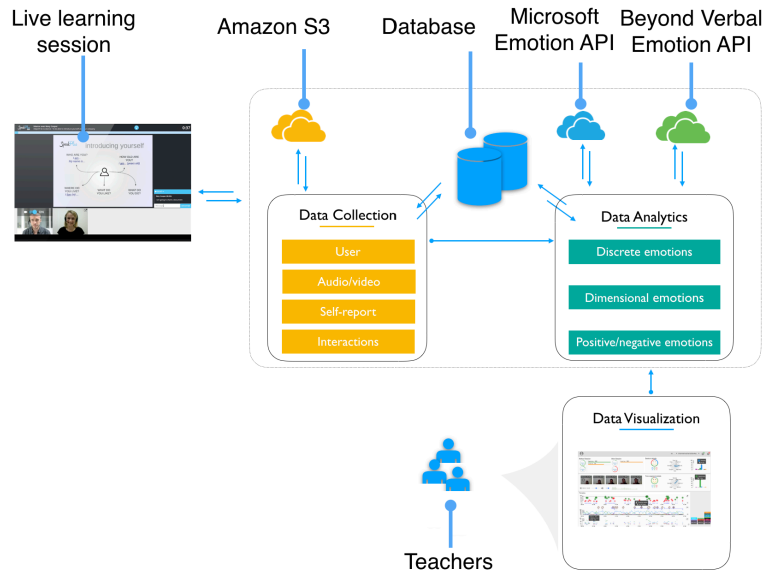 Live learning
session
Amazon S3
Database
Microsoft
Emotion API
Beyond Verbal
Emotion API
introducing yourself
Data Collection
User
Audio/video
Self-report
Interactions
Data Analytics
Discrete emotions
Dimensional emotions
Positive/negative emotions
Data Visualization
Teachers